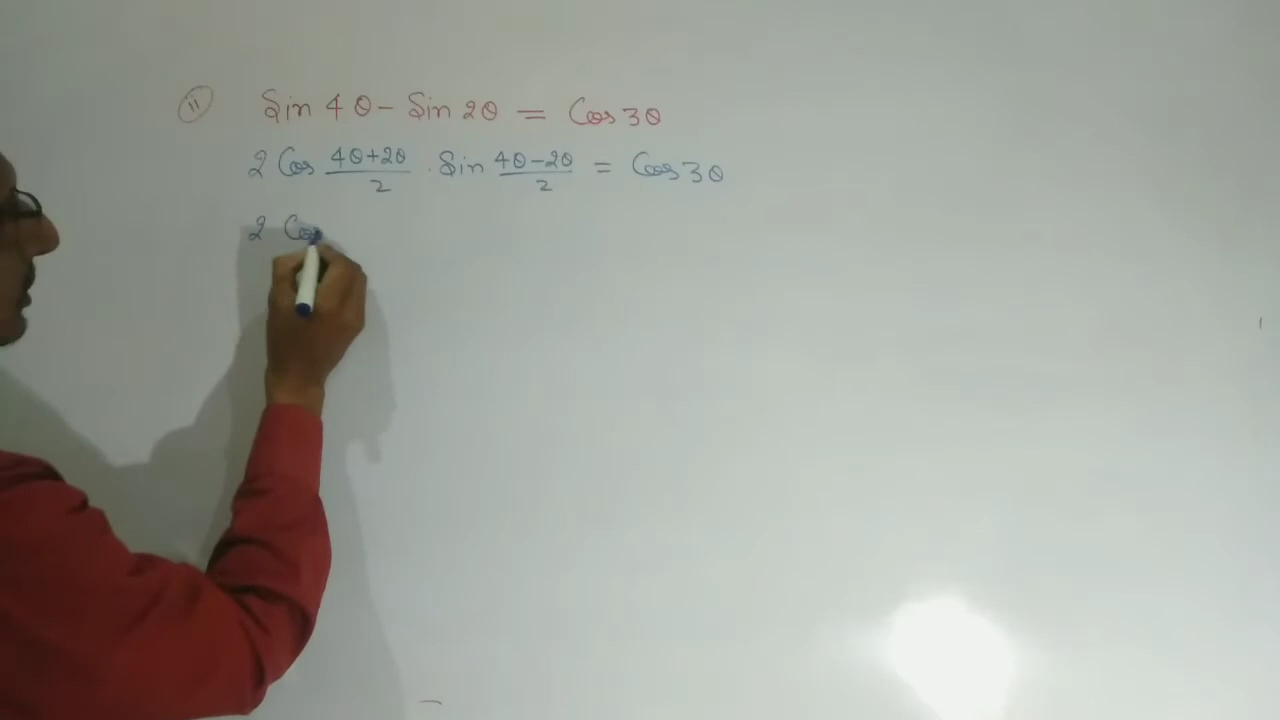 (ii) Sin 4θ - Sin 2θ = Cos 3θ
2 Cos (4θ+2θ)/2 . Sin (4θ-2θ)/2 = Cos 3θ
2 Cos